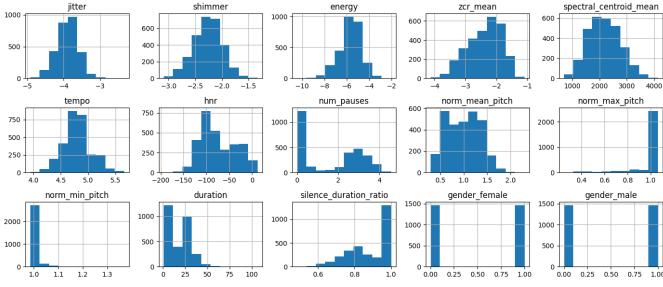 jitter
shimmer
energy
zcr_mean
spectral_centroid_mean
1000
500
0
-5 -4 -3
600
400
200
0
-3.0 -2.5 -2.0 -1.5
1000
500
0
-10 -8 -6 -4 -2
600
400
200
0
-4 -3 -2 -1
600
400
200
0
1000 2000 3000 4000
tempo
hnr
num_pauses
norm_mean_pitch
norm_max_pitch
750
500
250
0
4.0 4.5 5.0 5.5
750
500
250
0
-200 -150 -100 -50 0
1000
500
0
0 2 4
400
200
0
0.5 1.0 1.5 2.0
2000
1000
0
0.4 0.6 0.8 1.0
norm_min_pitch
duration
silence_duration_ratio
gender_female
gender_male
2000
1000
0
1.0 1.1 1.2 1.3
1000
500
0
0 25 50 75 100
1000
500
0
0.6 0.8 1.0
1500
1000
500
0
0.00 0.25 0.50 0.75 1.00
1500
1000
500
0
0.00 0.25 0.50 0.75 1.00